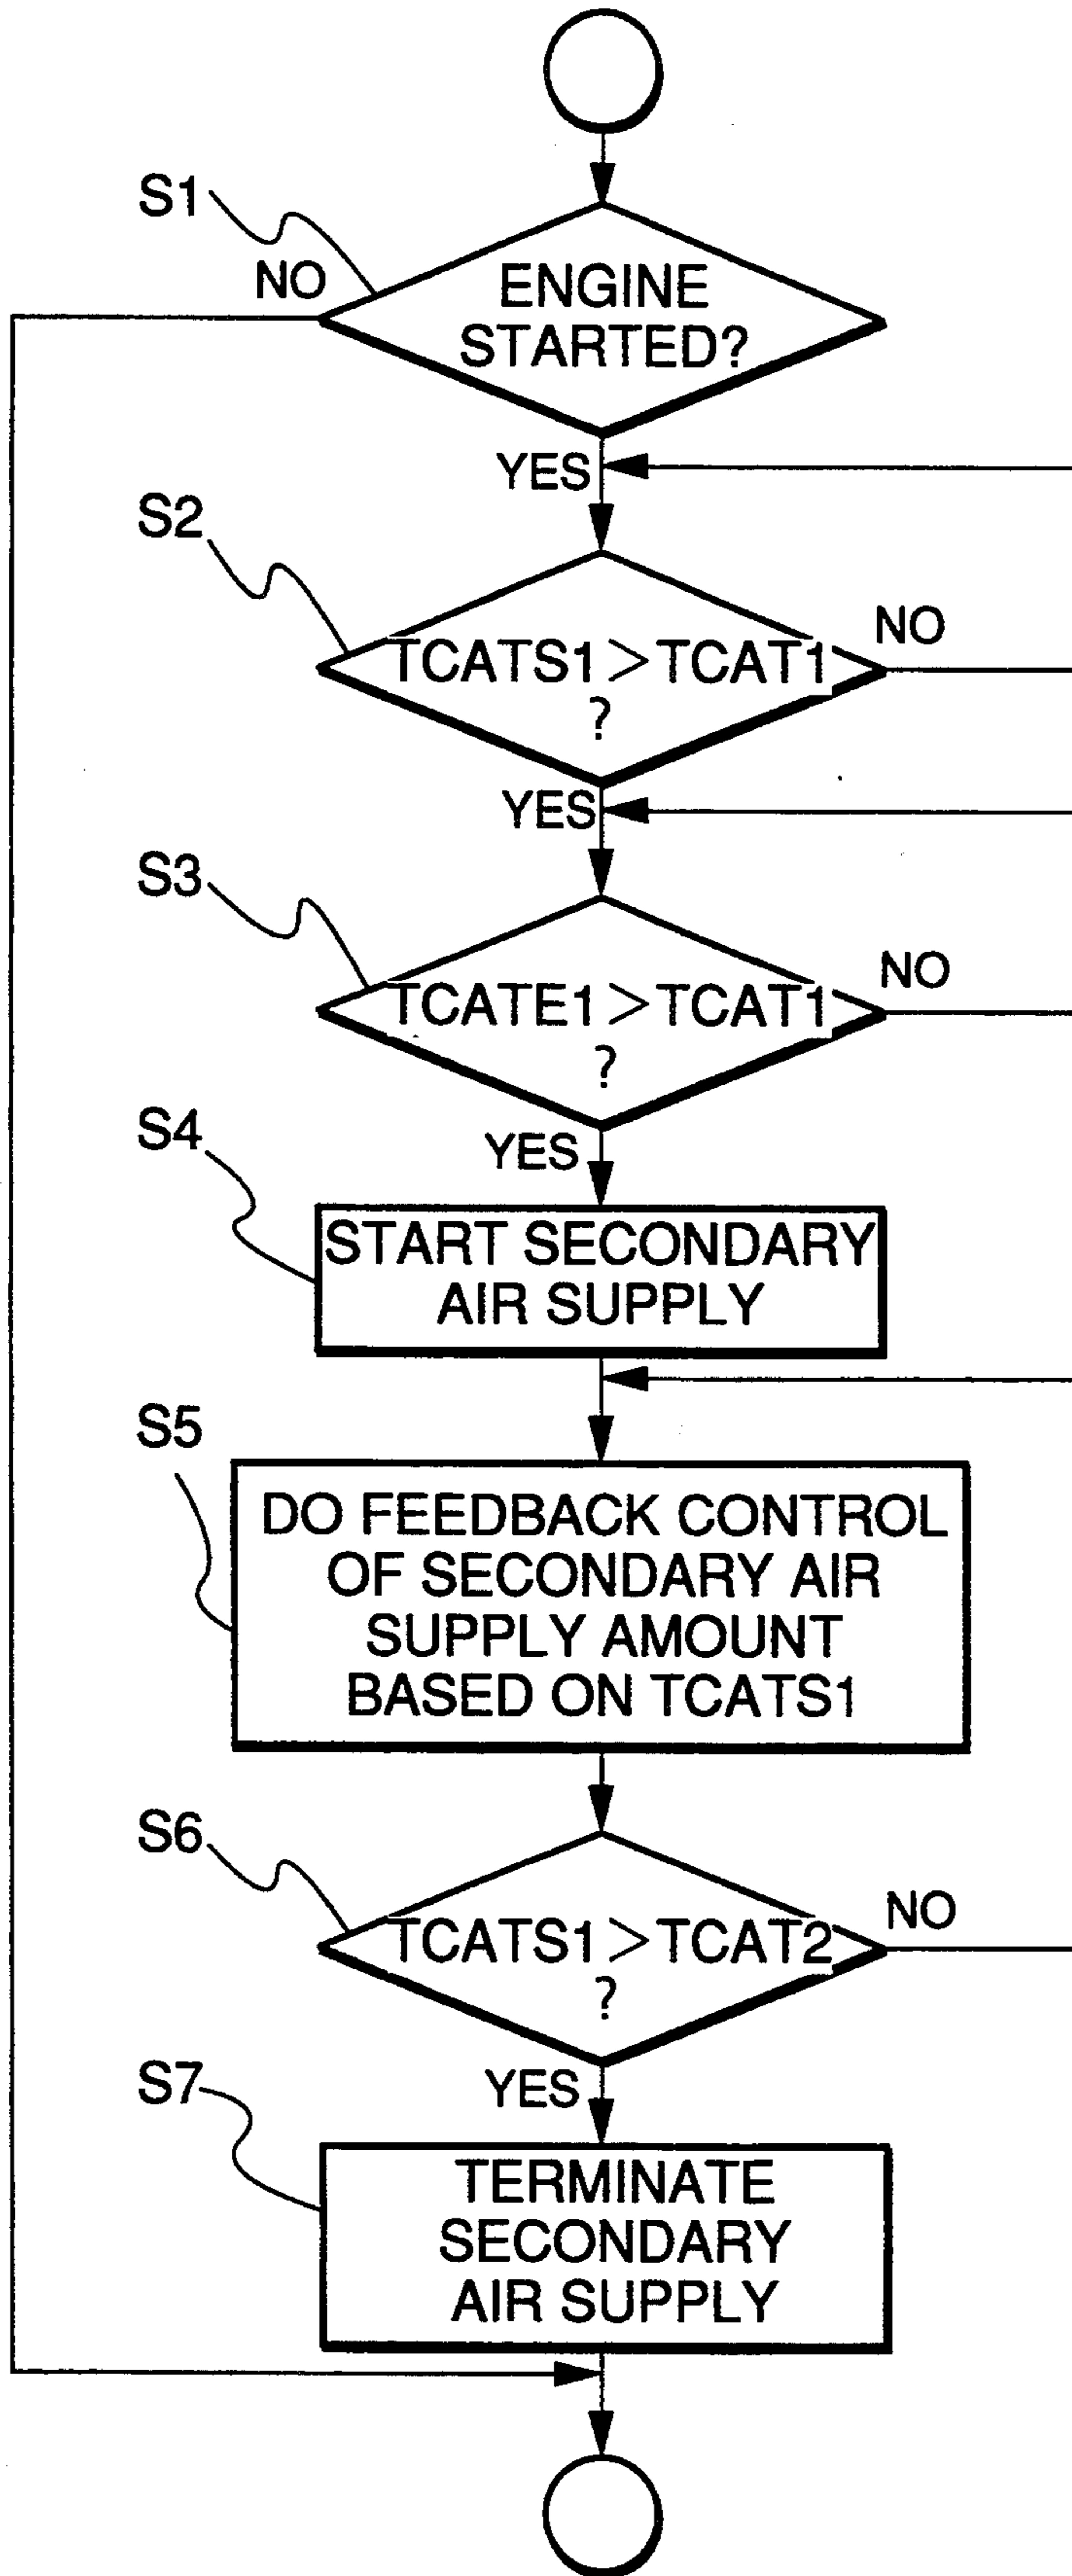 S1
NO
ENGINE
STARTED?
YES
S2
TCATS1>TCAT1
?
NO
YES
S3
TCATE1>TCAT1
?
NO
YES
S4
START SECONDARY
AIR SUPPLY
S5
DO FEEDBACK CONTROL
OF SECONDARY AIR
SUPPLY AMOUNT
BASED ON TCATS1
S6
TCATS1>TCAT2
?
NO
YES
S7
TERMINATE
SECONDARY
AIR SUPPLY